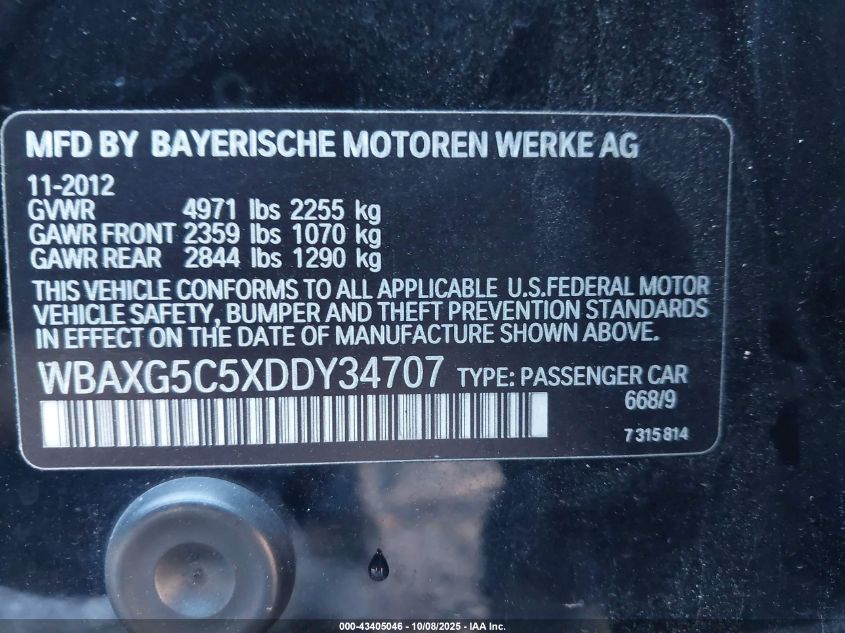 MFD BY BAYERISCHE MOTOREN WERKE AG
11-2012
GVWR 4971 lbs 2255 kg
GAWR FRONT 2359 lbs 1070 kg
GAWR REAR 2844 lbs 1290 kg
THIS VEHICLE CONFORMS TO ALL APPLICABLE U.S.FEDERAL MOTOR
VEHICLE SAFETY, BUMPER AND THEFT PREVENTION STANDARDS
IN EFFECT ON THE DATE OF MANUFACTURE SHOWN ABOVE.
WBAXG5C5XDDY34707 TYPE: PASSENGER CAR
668/9
7 315 814
000-43405046 - 10/08/2025 - IAA Inc.